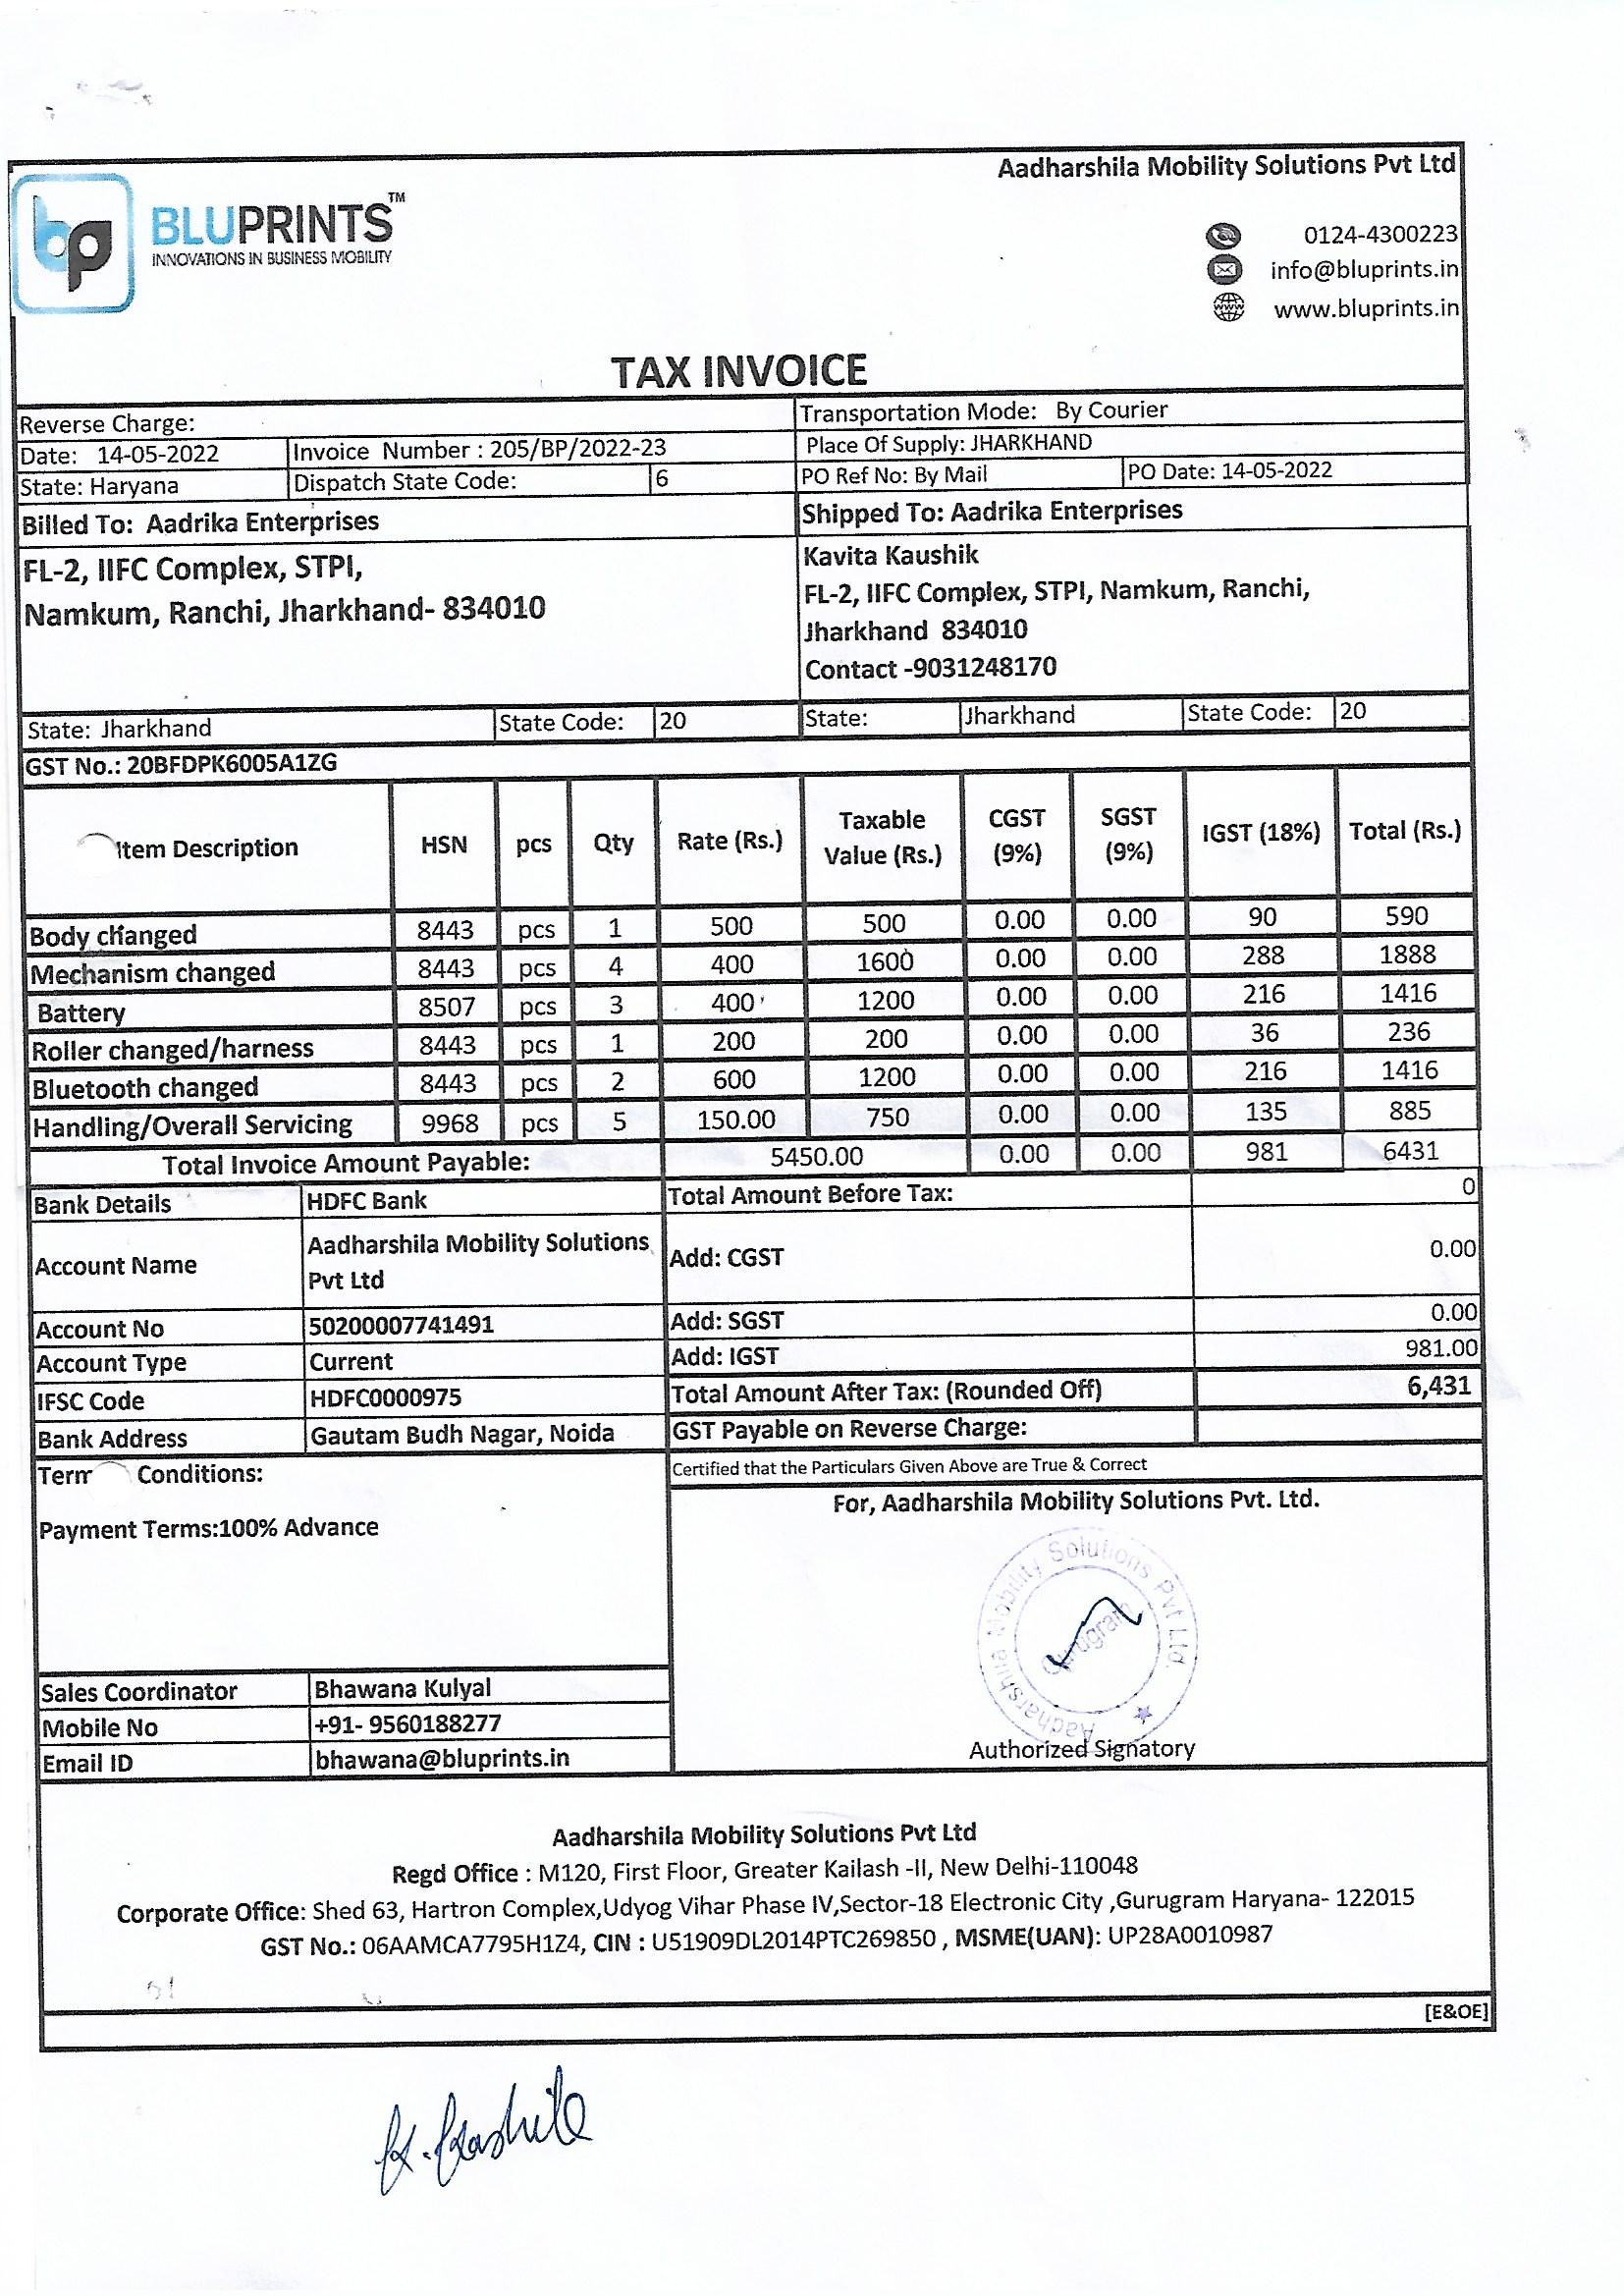 Aadharshila Mobility Solutions Pvt Ltd
bp BLUPRINTS™
INNOVATIONS IN BUSINESS MOBILITY
0124-4300223
info@bluprints.in
www.bluprints.in
TAX INVOICE
Reverse Charge: Transportation Mode: By Courier
Date: 14-05-2022 Invoice Number : 205/BP/2022-23 Place Of Supply: JHARKHAND
State: Haryana Dispatch State Code: 6 PO Ref No: By Mail PO Date: 14-05-2022
Billed To: Aadrika Enterprises Shipped To: Aadrika Enterprises
FL-2, IIFC Complex, STPI,
Namkum, Ranchi, Jharkhand- 834010
Kavita Kaushik
FL-2, IIFC Complex, STPI, Namkum, Ranchi,
Jharkhand 834010
Contact -9031248170
State: Jharkhand State Code: 20 State: Jharkhand State Code: 20
GST No.: 20BFDPK6005A1ZG
Item Description HSN pcs Qty Rate (Rs.) Taxable Value (Rs.) CGST (9%) SGST (9%) IGST (18%) Total (Rs.)
Body changed 8443 pcs 1 500 500 0.00 0.00 90 590
Mechanism changed 8443 pcs 4 400 1600 0.00 0.00 288 1888
Battery 8507 pcs 3 400 1200 0.00 0.00 216 1416
Roller changed/harness 8443 pcs 1 200 200 0.00 0.00 36 236
Bluetooth changed 8443 pcs 2 600 1200 0.00 0.00 216 1416
Handling/Overall Servicing 9968 pcs 5 150.00 750 0.00 0.00 135 885
Total Invoice Amount Payable: 5450.00 0.00 0.00 981 6431
Bank Details HDFC Bank Total Amount Before Tax: 0
Account Name Aadharshila Mobility Solutions Pvt Ltd Add: CGST 0.00
Account No 50200007741491 Add: SGST 0.00
Account Type Current Add: IGST 981.00
IFSC Code HDFC0000975 Total Amount After Tax: (Rounded Off) 6,431
Bank Address Gautam Budh Nagar, Noida GST Payable on Reverse Charge:
Term Conditions: Certified that the Particulars Given Above are True & Correct
For, Aadharshila Mobility Solutions Pvt. Ltd.
Payment Terms:100% Advance
Aadharshila Mobility Solutions Pvt Ltd.
Gurugram
Sales Coordinator Bhawana Kulyal
Mobile No +91- 9560188277
Email ID bhawana@bluprints.in
Authorized Signatory
Aadharshila Mobility Solutions Pvt Ltd
Regd Office : M120, First Floor, Greater Kailash -II, New Delhi-110048
Corporate Office: Shed 63, Hartron Complex,Udyog Vihar Phase IV,Sector-18 Electronic City ,Gurugram Haryana- 122015
GST No.: 06AAMCA7795H1Z4, CIN : U51909DL2014PTC269850 , MSME(UAN): UP28A0010987
[E&OE]